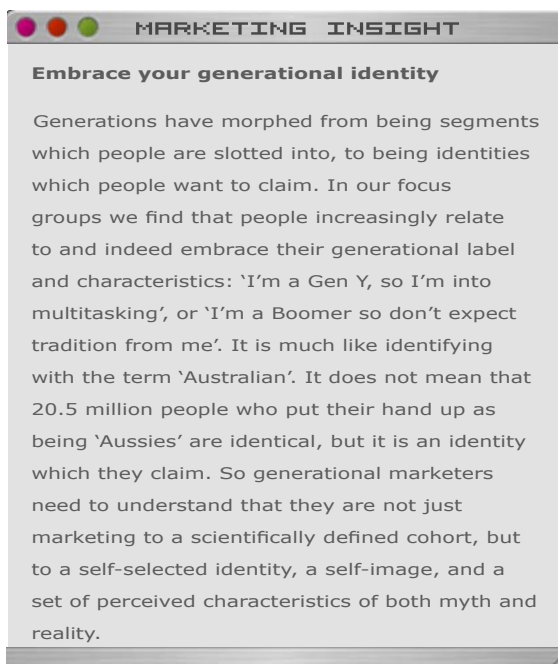 MARKETING INSIGHT
Embrace your generational identity
Generations have morphed from being segments
which people are slotted into, to being identities
which people want to claim. In our focus
groups we find that people increasingly relate
to and indeed embrace their generational label
and characteristics: ‘I’m a Gen Y, so I’m into
multitasking’, or ‘I’m a Boomer so don’t expect
tradition from me’. It is much like identifying
with the term ‘Australian’. It does not mean that
20.5 million people who put their hand up as
being ‘Aussies’ are identical, but it is an identity
which they claim. So generational marketers
need to understand that they are not just
marketing to a scientifically defined cohort, but
to a self-selected identity, a self-image, and a
set of perceived characteristics of both myth and
reality.